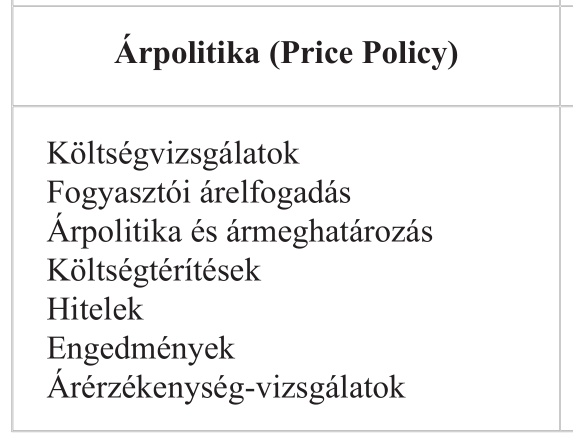 Árpolitika (Price Policy)
Költségvizsgálatok
Fogyasztói árelfogadás
Árpolitika és ármeghatározás
Költségtérítések
Hitelek
Engedmények
Árérzékenység-vizsgálatok